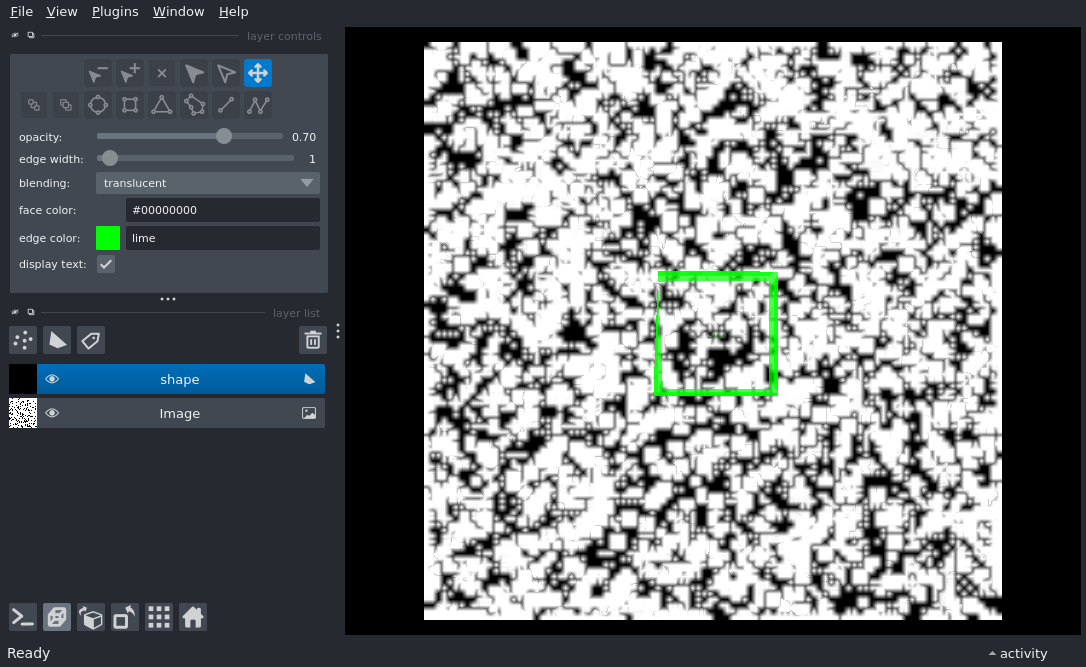 File View Plugins Window Help
layer controls
opacity: 0.70
edge width: 1
blending: translucent
face color: #00000000
edge color: lime
display text:
layer list
shape
Image
Ready activity